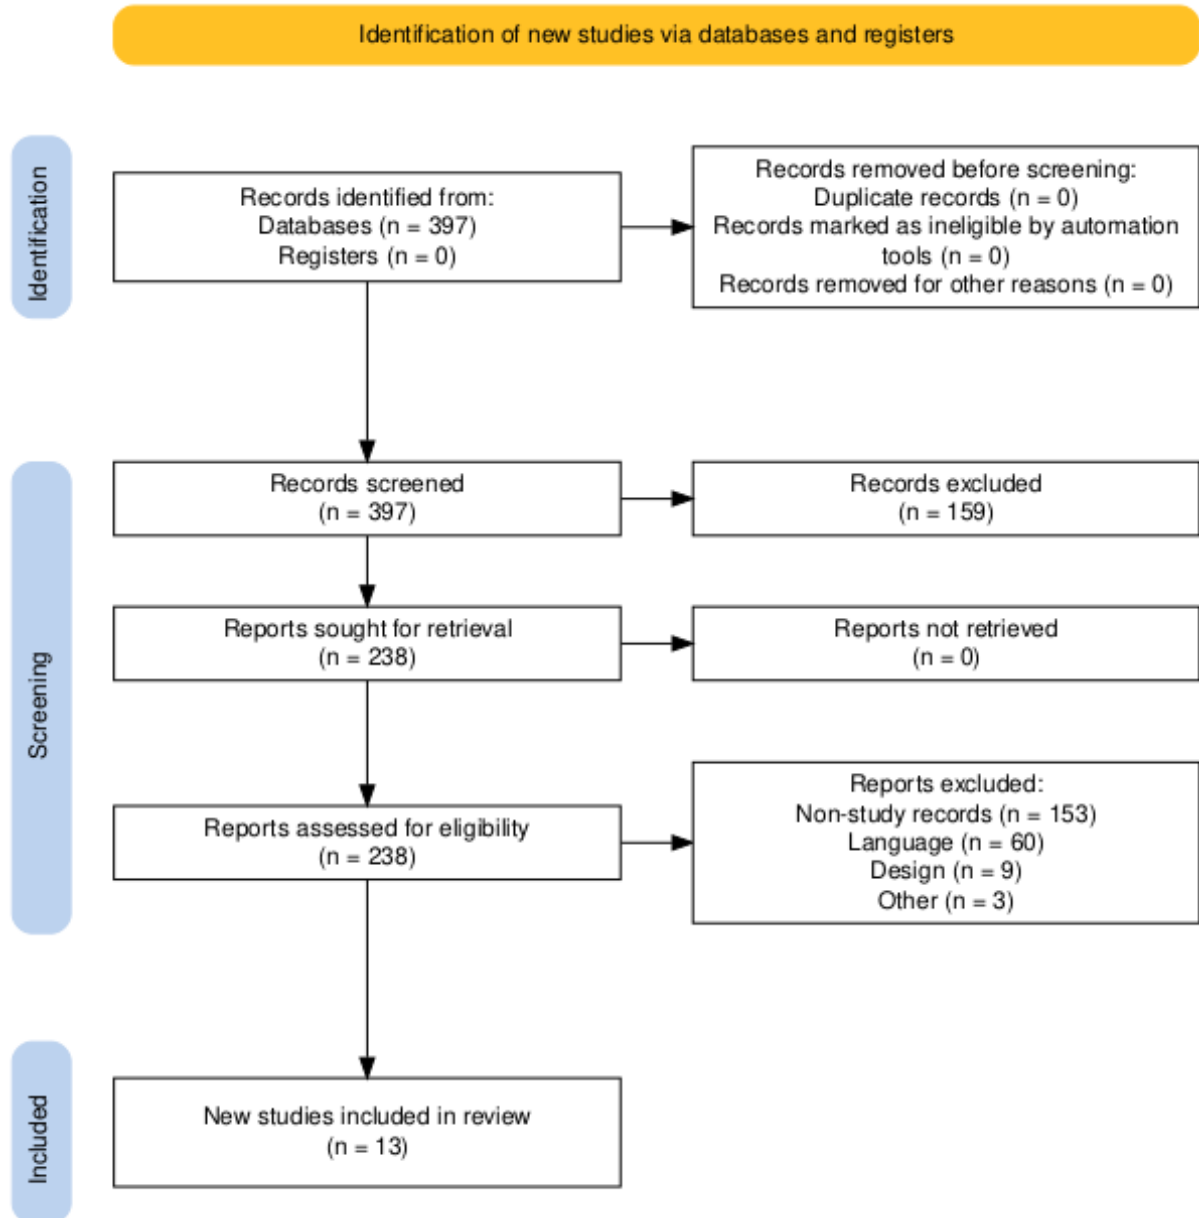 Identification of new studies via databases and registers
Identification
Records identified from:
Databases (n = 397)
Registers (n = 0)
Records removed before screening:
Duplicate records (n = 0)
Records marked as ineligible by automation
tools (n = 0)
Records removed for other reasons (n = 0)
Screening
Records screened
(n = 397)
Records excluded
(n = 159)
Reports sought for retrieval
(n = 238)
Reports not retrieved
(n = 0)
Reports assessed for eligibility
(n = 238)
Reports excluded:
Non-study records (n = 153)
Language (n = 60)
Design (n = 9)
Other (n = 3)
Included
New studies included in review
(n = 13)